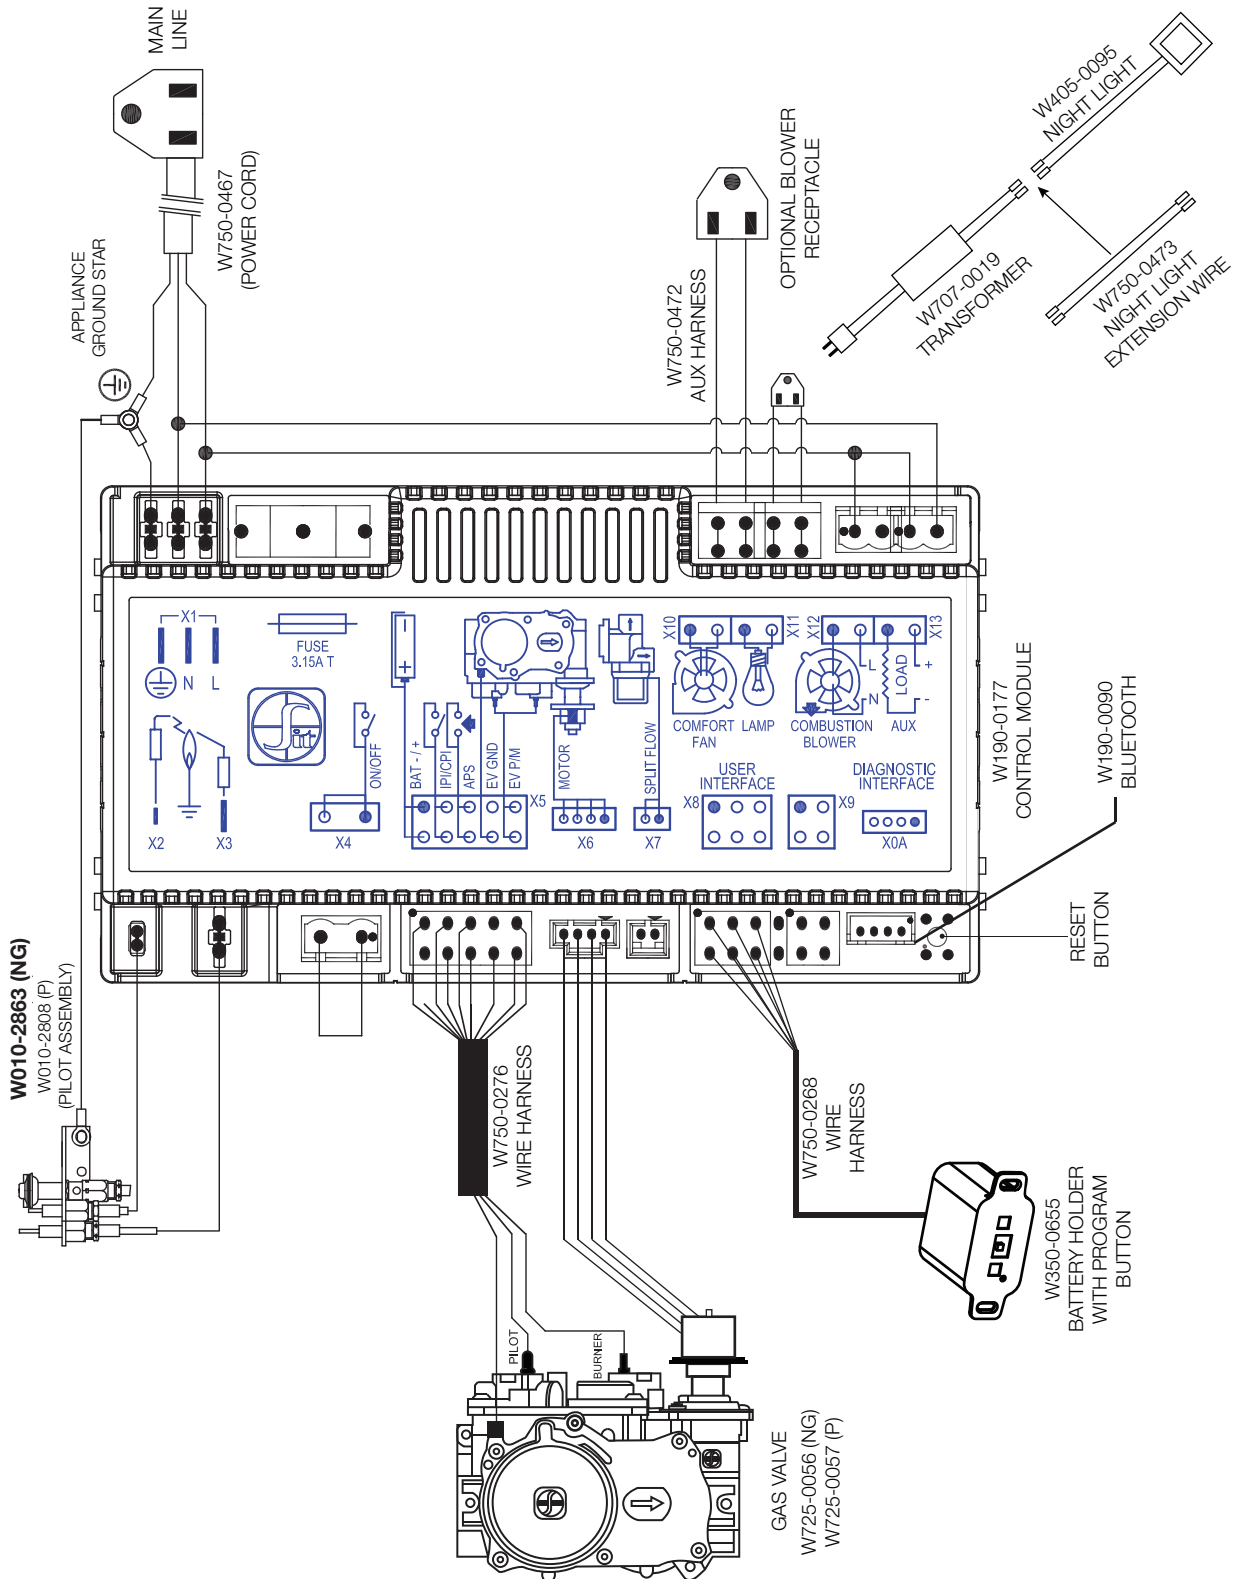 MAIN
LINE
W750-0467
(POWER CORD)
APPLIANCE
GROUND STAR
OPTIONAL BLOWER
RECEPTACLE
W750-0472
AUX HARNESS
W405-0095
NIGHT LIGHT
W707-0019
TRANSFORMER
W750-0473
NIGHT LIGHT
EXTENSION WIRE
X1
N
L
FUSE
3.15A T
X2
X3
Sit
ON/OFF
X4
BAT - / +
IPI/CPI
APS
EV GND
EV P/M
X5
MOTOR
X6
SPLIT FLOW
X7
X10
X11
X12
X13
COMFORT
FAN
LAMP
COMBUSTION
BLOWER
L
N
LOAD
+
-
AUX
USER
INTERFACE
X8
X9
DIAGNOSTIC
INTERFACE
X0A
W190-0177
CONTROL MODULE
W190-0090
BLUETOOTH
RESET
BUTTON
W010-2863 (NG)
W010-2808 (P)
(PILOT ASSEMBLY)
W750-0276
WIRE HARNESS
W750-0268
WIRE
HARNESS
W350-0655
BATTERY HOLDER
WITH PROGRAM
BUTTON
PILOT
BURNER
GAS VALVE
W725-0056 (NG)
W725-0057 (P)